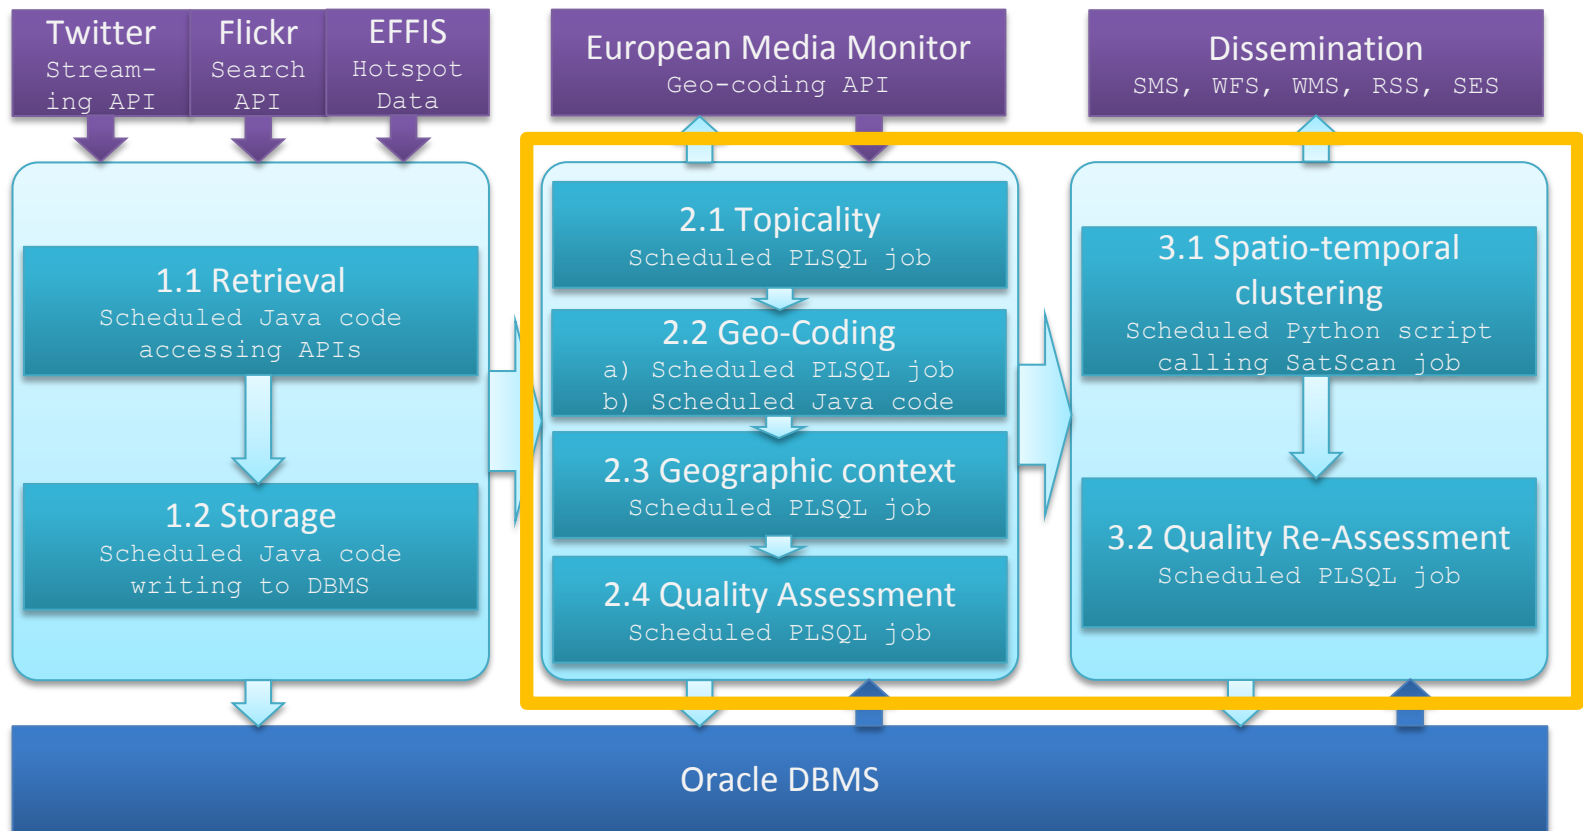 Twitter
Stream-
ing API
Flickr
Search
API
EFFIS
Hotspot
Data
European Media Monitor
Geo-coding API
Dissemination
SMS, WFS, WMS, RSS, SES
1.1 Retrieval
Scheduled Java code
accessing APIs
1.2 Storage
Scheduled Java code
writing to DBMS
2.1 Topicality
Scheduled PLSQL job
2.2 Geo-Coding
a) Scheduled PLSQL job
b) Scheduled Java code
2.3 Geographic context
Scheduled PLSQL job
2.4 Quality Assessment
Scheduled PLSQL job
3.1 Spatio-temporal
clustering
Scheduled Python script
calling SatScan job
3.2 Quality Re-Assessment
Scheduled PLSQL job
Oracle DBMS